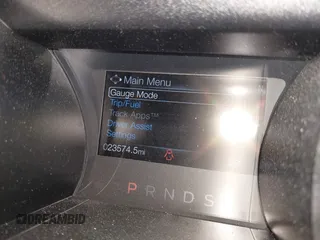 Main Menu
Gauge Mode
Trip/Fuel
Track Apps™
Driver Assist
Settings
023574.5mi
P R N D S
DREAMBID